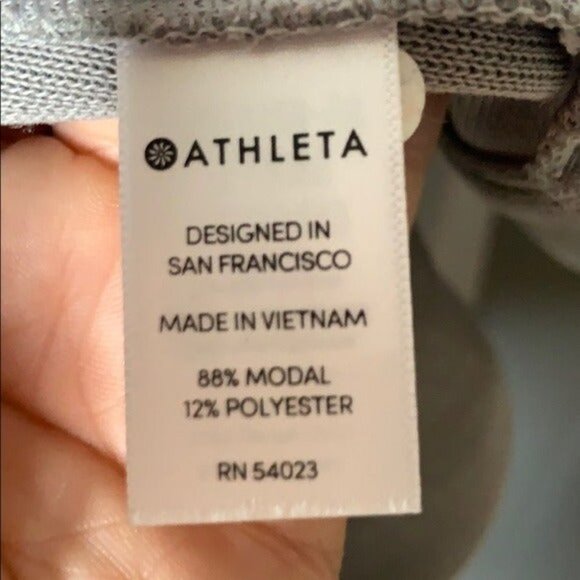 ATHLETA
DESIGNED IN
SAN FRANCISCO
MADE IN VIETNAM
88% MODAL
12% POLYESTER
RN 54023